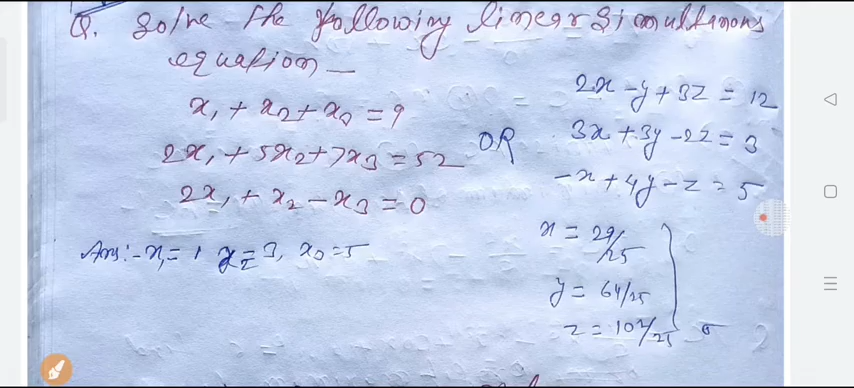 Q. Solve the following linear simultanous
equation —
x₁ + x₂ + x₃ = 9
2x₁ + 5x₂ + 7x₃ = 52
2x₁ + x₂ - x₃ = 0
Ans:- x₁ = 1 x₂ = 3, x₃ = 5
OR
2x - y + 3z = 12
3x + 3y - 2z = 3
-x + 4y - z = 5
x = 29/25
y = 64/25
z = 102/25